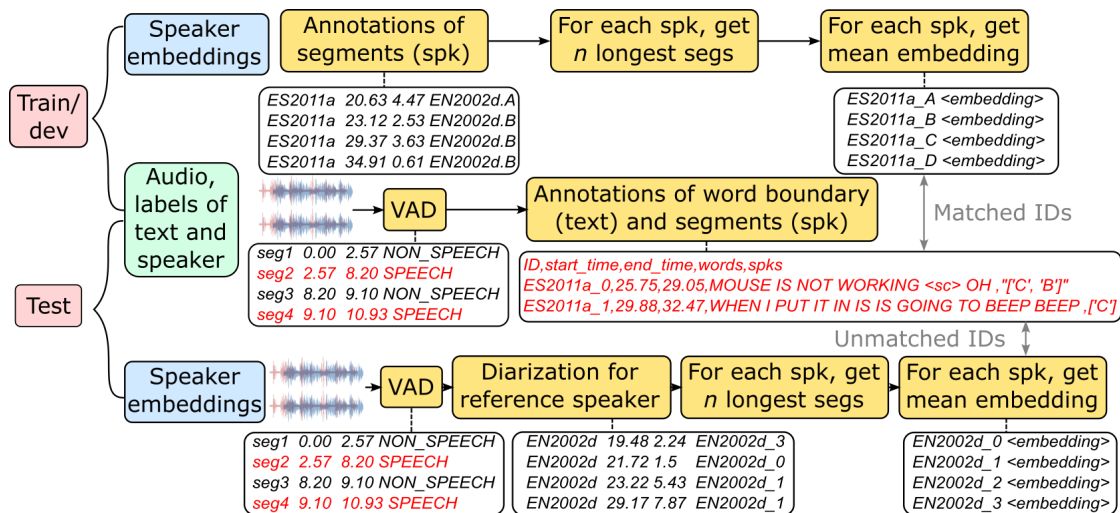 Speaker
embeddings
Annotations of
segments (spk)
For each spk, get
n longest segs
For each spk, get
mean embedding
Train/
dev
ES2011a 20.63 4.47 EN2002d.A
ES2011a 23.12 2.53 EN2002d.B
ES2011a 29.37 3.63 EN2002d.B
ES2011a 34.91 0.61 EN2002d.B
ES2011a_A <embedding>
ES2011a_B <embedding>
ES2011a_C <embedding>
ES2011a_D <embedding>
Audio,
labels of
text and
speaker
VAD
Annotations of word boundary
(text) and segments (spk)
Matched IDs
seg1 0.00 2.57 NON_SPEECH
seg2 2.57 8.20 SPEECH
seg3 8.20 9.10 NON_SPEECH
seg4 9.10 10.93 SPEECH
ID,start_time,end_time,words,spks
ES2011a_0,25.75,29.05,MOUSE IS NOT WORKING <sc> OH ,"['C', 'B']"
ES2011a_1,29.88,32.47,WHEN I PUT IT IN IS IS GOING TO BEEP BEEP ,['C']
Test
Unmatched IDs
Speaker
embeddings
VAD
Diarization for
reference speaker
For each spk, get
n longest segs
For each spk, get
mean embedding
seg1 0.00 2.57 NON_SPEECH
seg2 2.57 8.20 SPEECH
seg3 8.20 9.10 NON_SPEECH
seg4 9.10 10.93 SPEECH
EN2002d 19.48 2.24 EN2002d_3
EN2002d 21.72 1.5 EN2002d_0
EN2002d 23.22 5.43 EN2002d_1
EN2002d 29.17 7.87 EN2002d_1
EN2002d_0 <embedding>
EN2002d_1 <embedding>
EN2002d_2 <embedding>
EN2002d_3 <embedding>